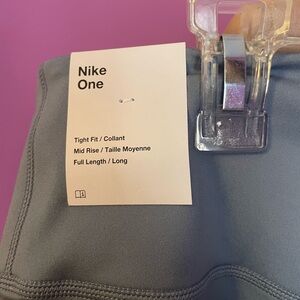 Nike
One
Tight Fit / Collant
Mid Rise / Taille Moyenne
Full Length / Long